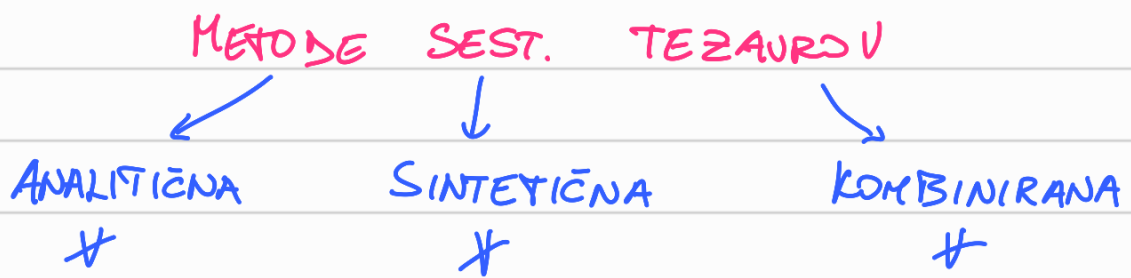 METODE SEST. TEZAUROV
ANALITIČNA SINTETIČNA KOMBINIRANA